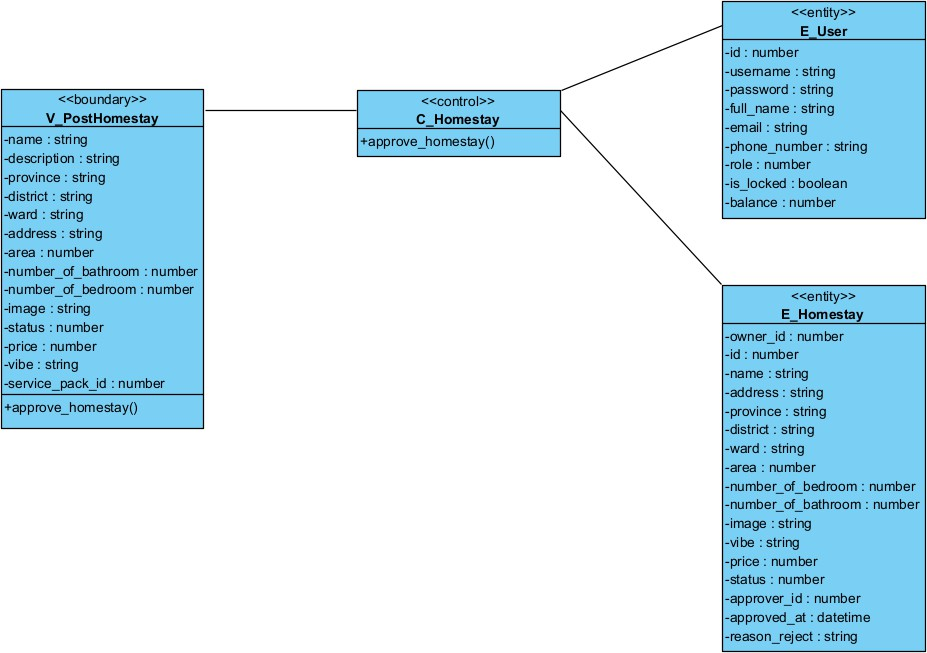 <<boundary>>
V_PostHomestay
-name : string
-description : string
-province : string
-district : string
-ward : string
-address : string
-area : number
-number_of_bathroom : number
-number_of_bedroom : number
-image : string
-status : number
-price : number
-vibe : string
-service_pack_id : number
+approve_homestay()
<<control>>
C_Homestay
+approve_homestay()
<<entity>>
E_User
-id : number
-username : string
-password : string
-full_name : string
-email : string
-phone_number : string
-role : number
-is_locked : boolean
-balance : number
<<entity>>
E_Homestay
-owner_id : number
-id : number
-name : string
-address : string
-province : string
-district : string
-ward : string
-area : number
-number_of_bedroom : number
-number_of_bathroom : number
-image : string
-vibe : string
-price : number
-status : number
-approver_id : number
-approved_at : datetime
-reason_reject : string